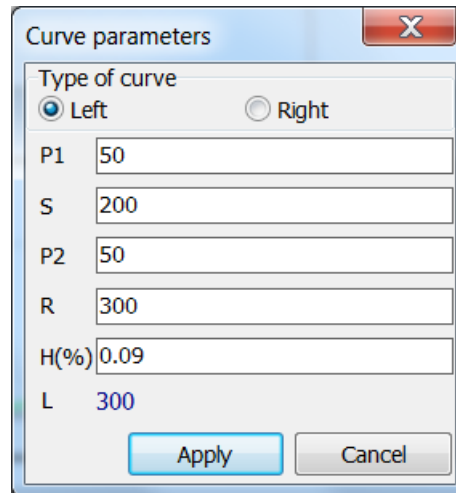 Curve parameters
Type of curve
Left Right
P1 50
S 200
P2 50
R 300
H(%) 0.09
L 300
Apply Cancel